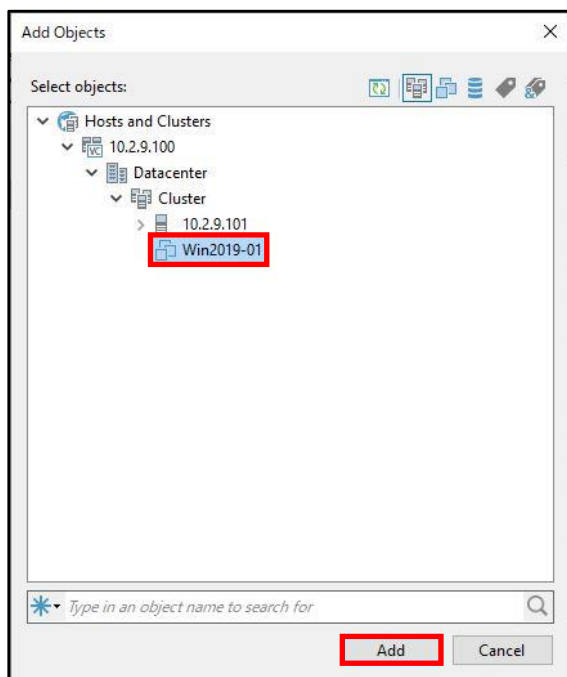 Add Objects
Select objects:
Hosts and Clusters
10.2.9.100
Datacenter
Cluster
10.2.9.101
Win2019-01
Type in an object name to search for
Add Cancel